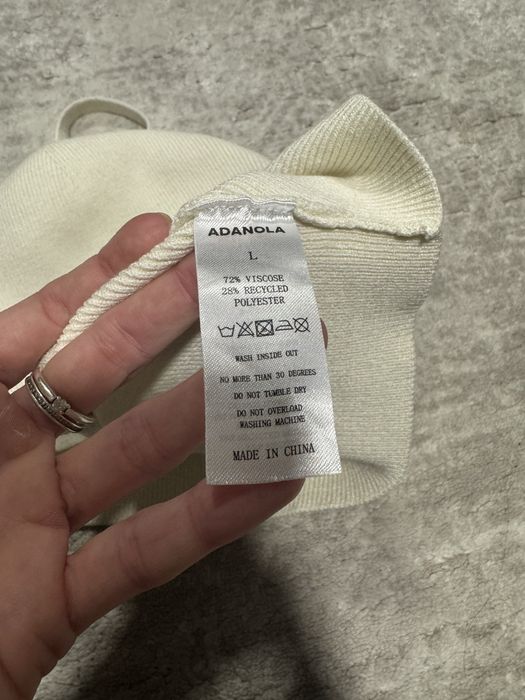 ADANOLA
L
72% VISCOSE
28% RECYCLED
POLYESTER
WASH INSIDE OUT
NO MORE THAN 30 DEGREES
DO NOT TUMBLE DRY
DO NOT OVERLOAD
WASHING MACHINE
MADE IN CHINA